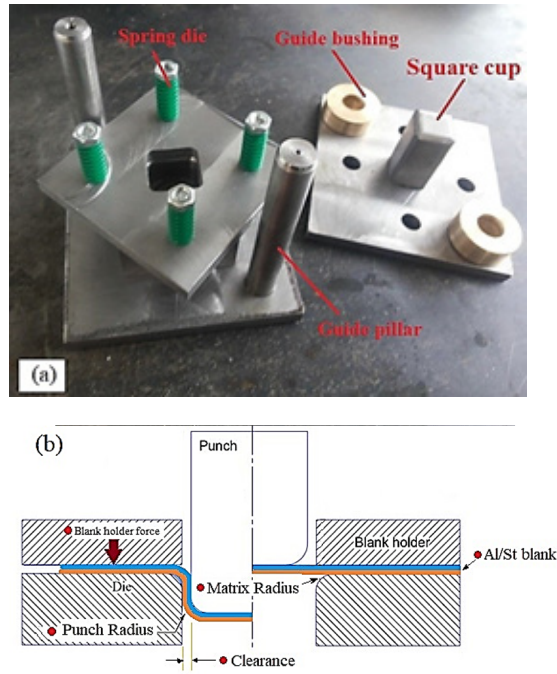 Spring die
Guide bushing
Square cup
Guide pillar
(a)
(b)
Punch
Blank holder force
Blank holder
Al/St blank
Die
Matrix Radius
Punch Radius
Clearance